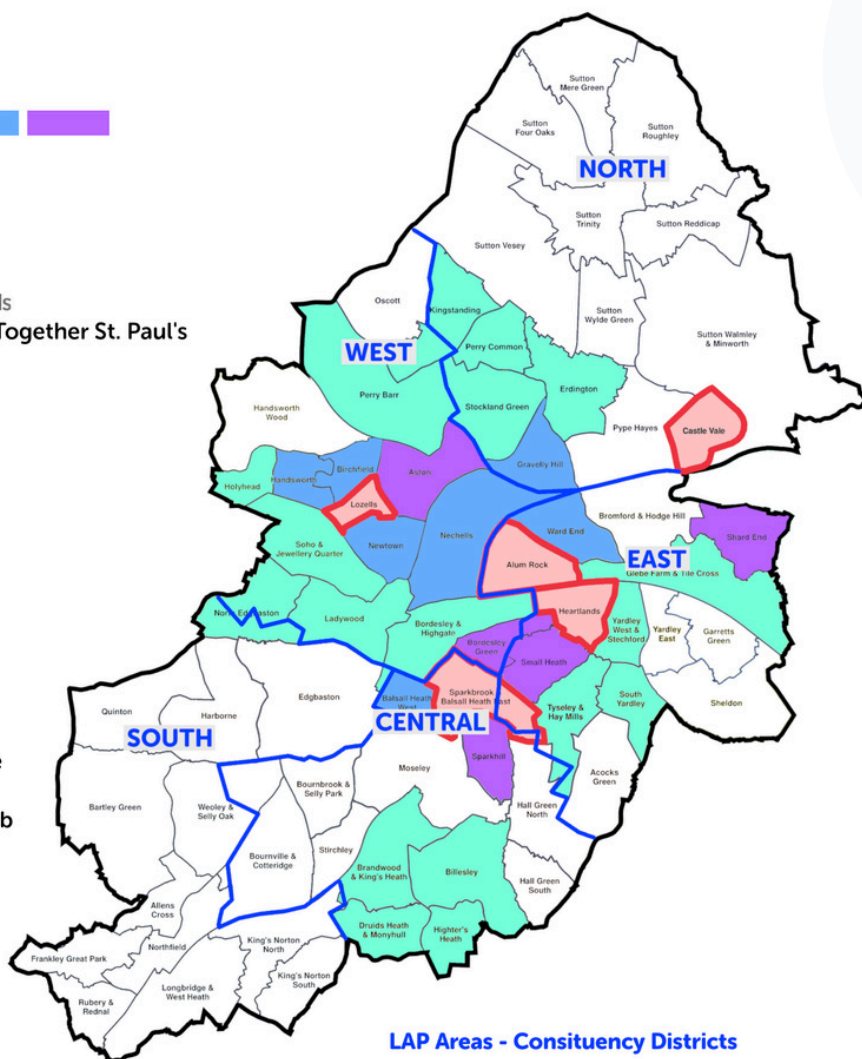 Sutton
Mere Green
Sutton
Four Oaks
Sutton
Roughley
NORTH
Sutton
Trinity
Sutton Reddicap
Sutton Vesey
ls
Together St. Paul's
Oscott
Kingstanding
Sutton
Wylde Green
Sutton Walmley
& Minworth
WEST
Perry Common
Perry Barr
Erdington
Stockland Green
Handsworth
Wood
Pype Hayes
Castle Vale
Holyhead
Handsworth
Birchfield
Aston
Gravelly Hill
Lozells
Bromford & Hodge Hill
Shard End
Soho &
Jewellery Quarter
Newtown
Nechells
Ward End
EAST
Alum Rock
Glebe Farm & Tile Cross
North Edgbaston
Ladywood
Bordesley &
Highgate
Heartlands
Yardley
West &
Stechford
Yardley
East
Garretts
Green
Bordesley
Green
Small Heath
Quinton
Harborne
Edgbaston
Balsall Heath
West
Sparkbrook
Balsall Heath East
Tyseley &
Hay Mills
South
Yardley
Sheldon
SOUTH
CENTRAL
Sparkhill
Moseley
Acocks
Green
Bartley Green
Weoley &
Selly Oak
Bournbrook &
Selly Park
Hall Green
North
e
b
Bournville &
Cotteridge
Stirchley
Brandwood
& King's Heath
Billesley
Hall Green
South
Allens
Cross
Druids Heath
& Monyhull
Highter's
Heath
Frankley Great Park
Northfield
King's Norton
North
King's Norton
South
Rubery &
Rednal
Longbridge &
West Heath
LAP Areas - Consituency Districts